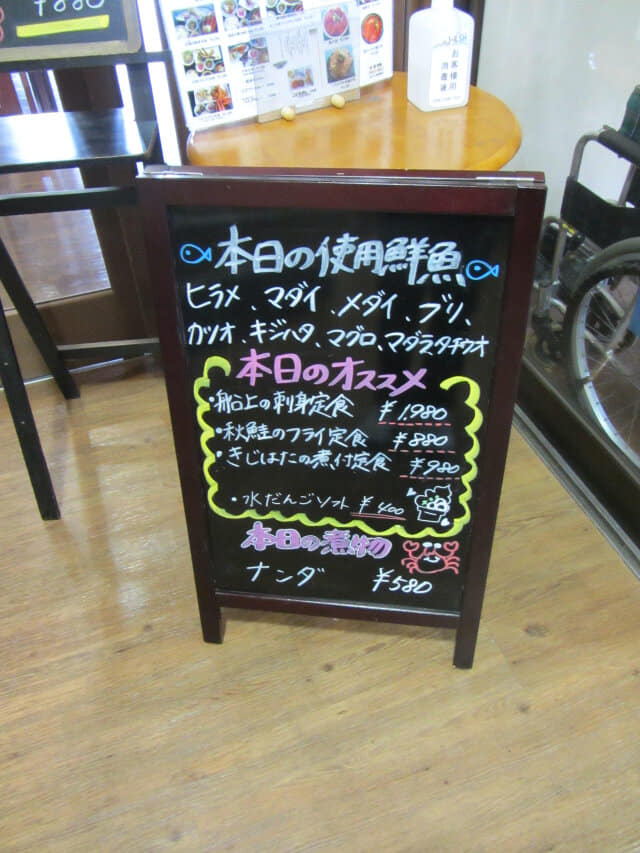 ¥880
お客様用
消毒液
本日の使用鮮魚
ヒラメ、マダイ、メダイ、ブリ、
カツオ、キジハタ、マグロ、マダラ、タチウオ
本日のオススメ
・船上の刺身定食 ¥1,980
・秋鮭のフライ定食 ¥880
・きじはたの煮付定食 ¥980
・水だんごソフト ¥400
本日の煮物
ナンダ ¥580